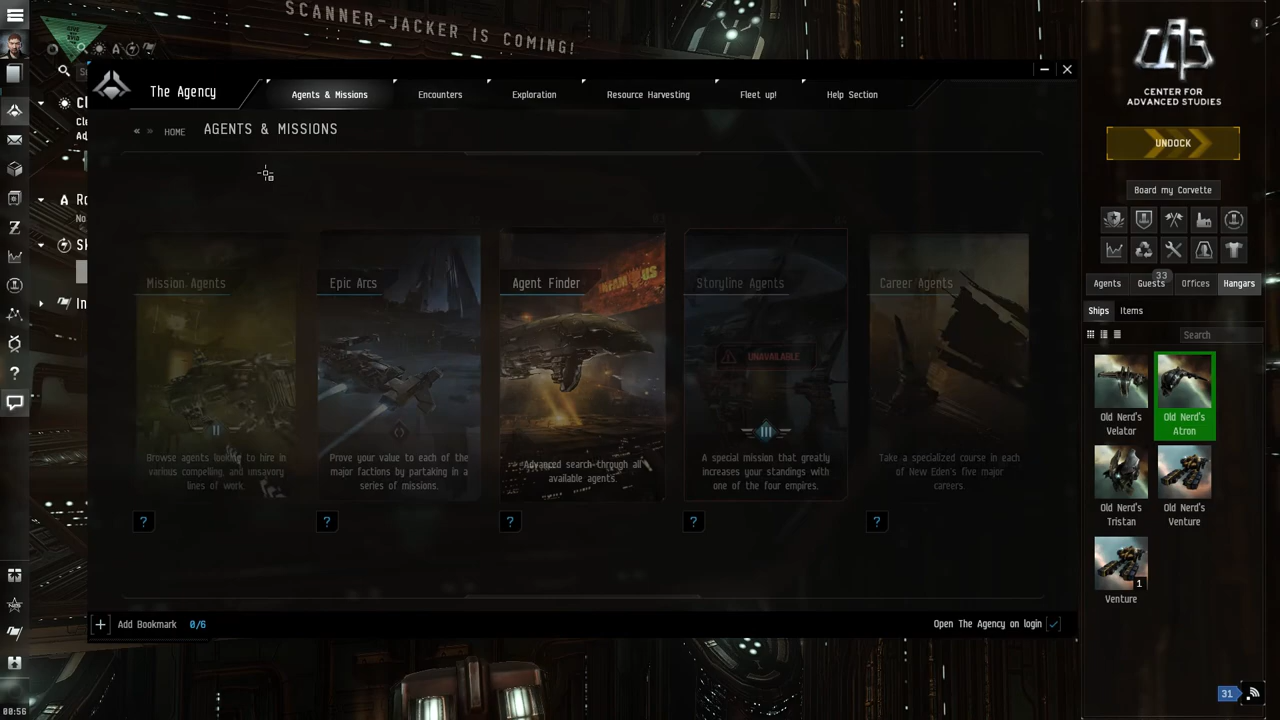 SCANNER-JACKER IS COMING!
The Agency
Agents & Missions
Encounters
Exploration
Resource Harvesting
Fleet up!
Help Section
HOME
AGENTS & MISSIONS
Mission Agents
Browse agents looking to hire in
various compelling, and unsavory
lines of work.
Epic Arcs
Prove your value to each of the
major factions by partaking in a
series of missions.
Agent Finder
Advanced search through all
available agents.
Storyline Agents
UNAVAILABLE
A special mission that greatly
increases your standings with
one of the four empires.
Career Agents
Take a specialized course in each
of New Eden's five major
careers.
?
?
?
?
?
Add Bookmark
0/6
Open The Agency on login
CENTER FOR
ADVANCED STUDIES
UNDOCK
Board my Corvette
33
Agents
Guests
Offices
Hangars
Ships
Items
Search
Old Nerd's
Velator
Old Nerd's
Atron
Old Nerd's
Tristan
Old Nerd's
Venture
1
Venture
31
00:56